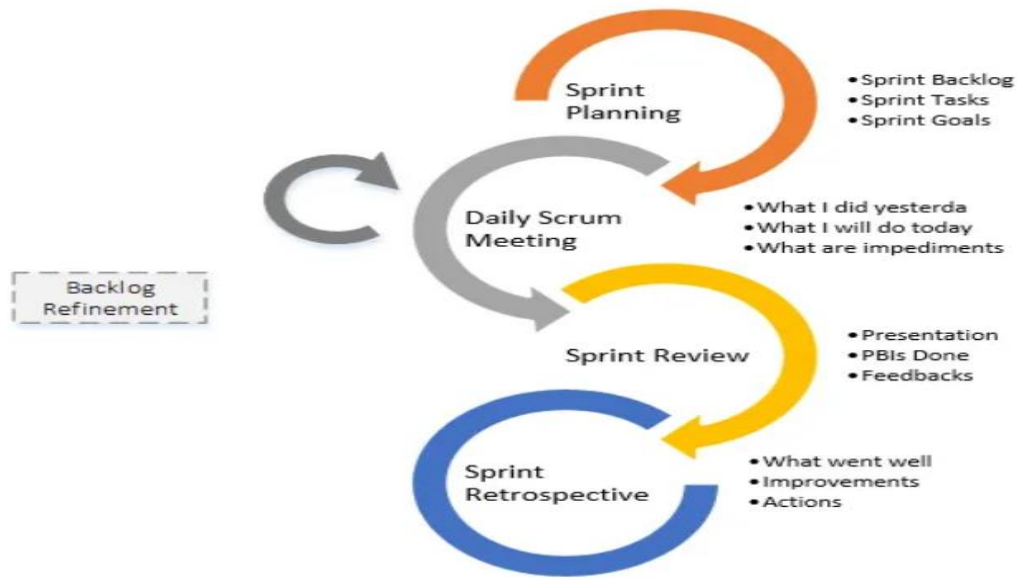 Sprint
Planning
• Sprint Backlog
• Sprint Tasks
• Sprint Goals
Daily Scrum
Meeting
• What I did yesterda
• What I will do today
• What are impediments
Backlog
Refinement
Sprint Review
• Presentation
• PBIs Done
• Feedbacks
Sprint
Retrospective
• What went well
• Improvements
• Actions